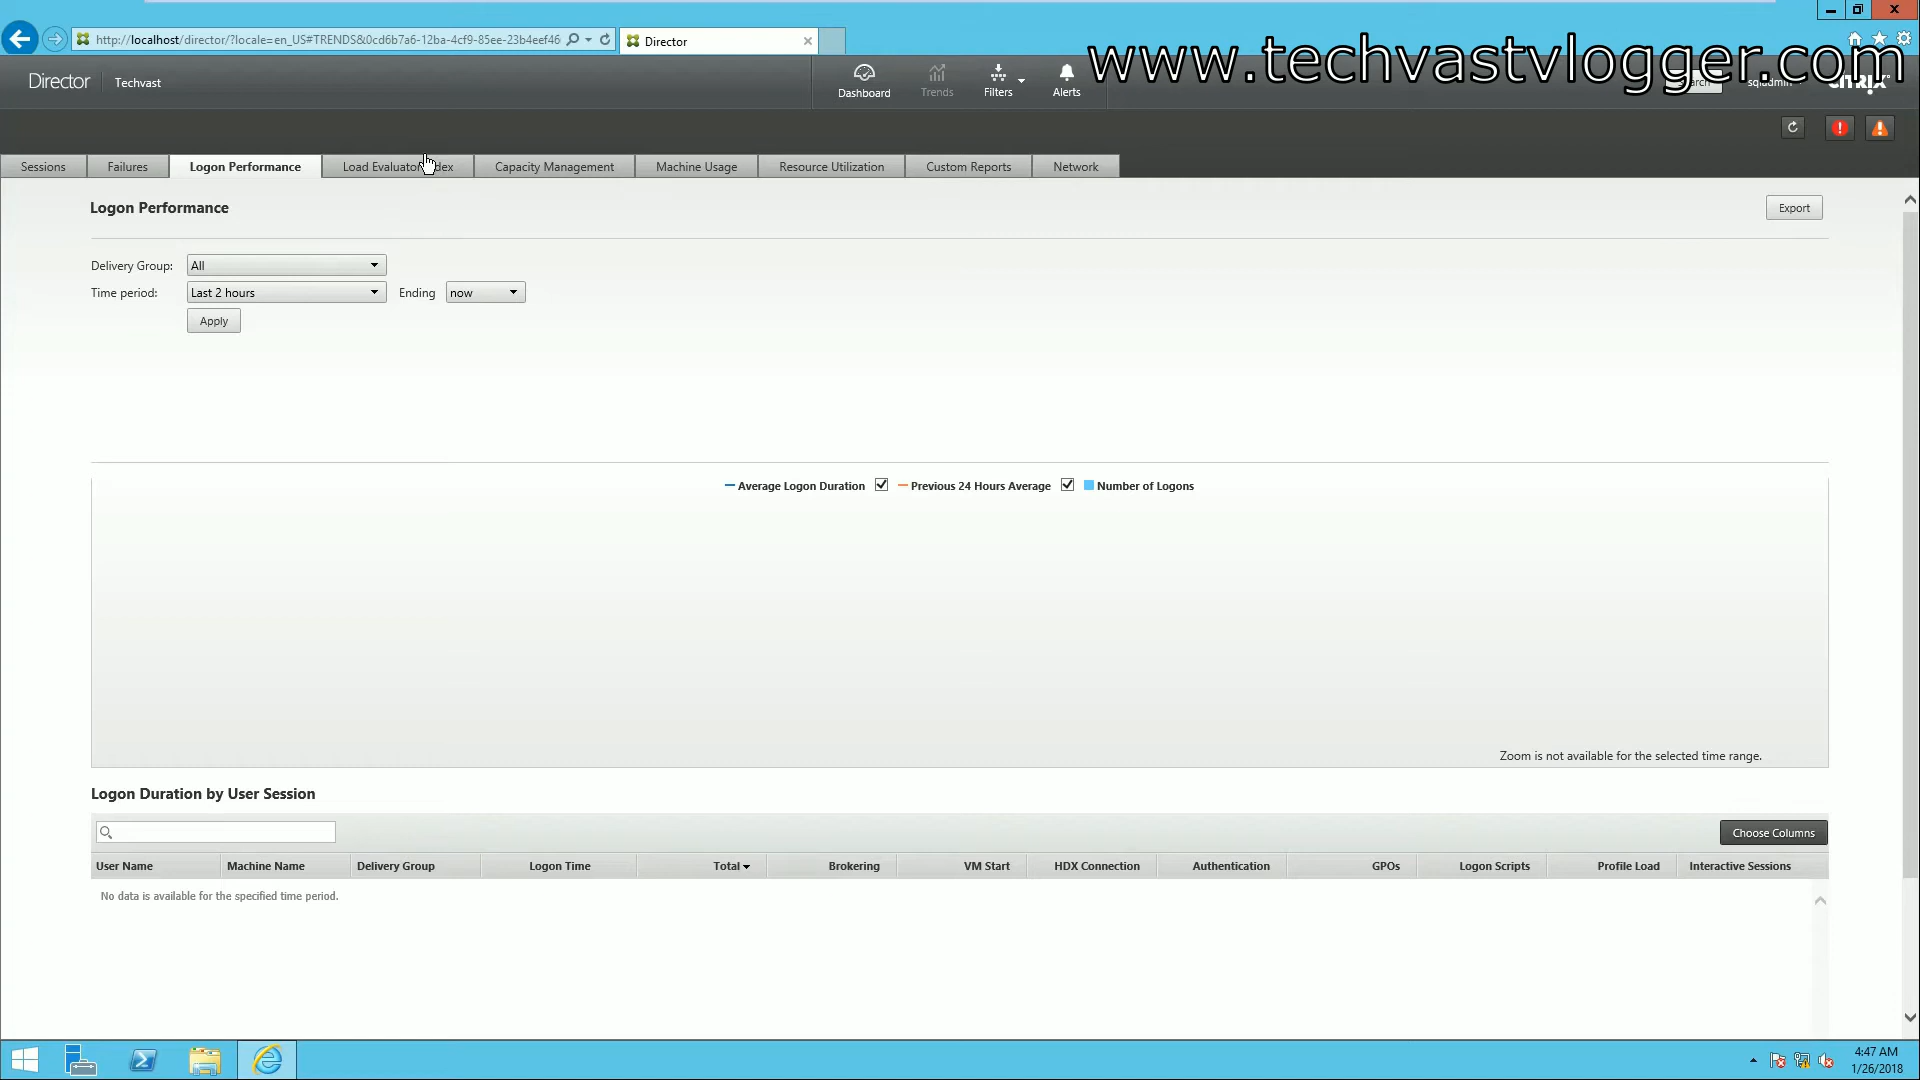 http://localhost/director/?locale=en_US#TRENDS&0cd6b7a6-12ba-4cf9-85ee-23b4eef46
Director
www.techvastvlogger.com
Director
Techvast
Dashboard
Trends
Filters
Alerts
sqladmin
CITRIX
Sessions
Failures
Logon Performance
Load Evaluator Index
Capacity Management
Machine Usage
Resource Utilization
Custom Reports
Network
Logon Performance
Export
Delivery Group: All
Time period: Last 2 hours Ending now
Apply
Average Logon Duration Previous 24 Hours Average Number of Logons
Zoom is not available for the selected time range.
Logon Duration by User Session
Choose Columns
User Name Machine Name Delivery Group Logon Time Total Brokering VM Start HDX Connection Authentication GPOs Logon Scripts Profile Load Interactive Sessions
No data is available for the specified time period.
4:47 AM
1/26/2018